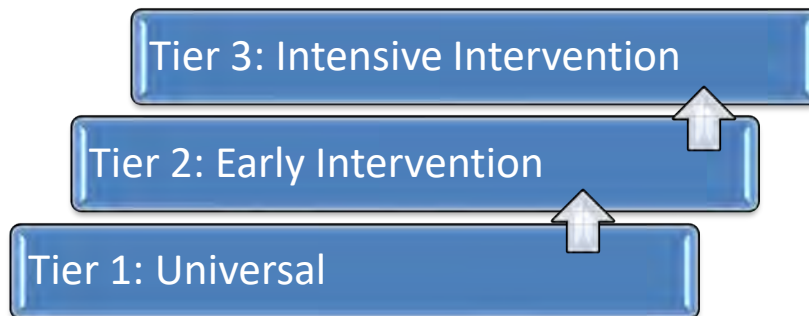 Tier 3: Intensive Intervention
Tier 2: Early Intervention
Tier 1: Universal